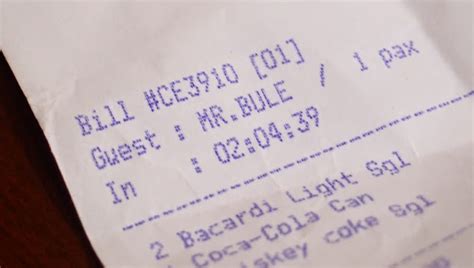 Bill #CE3910 [01]
Guest : MR.BULE / 1 pax
In : 02:04:39
2 Bacardi Light Sgl
Coca-Cola Can
coke Sgl